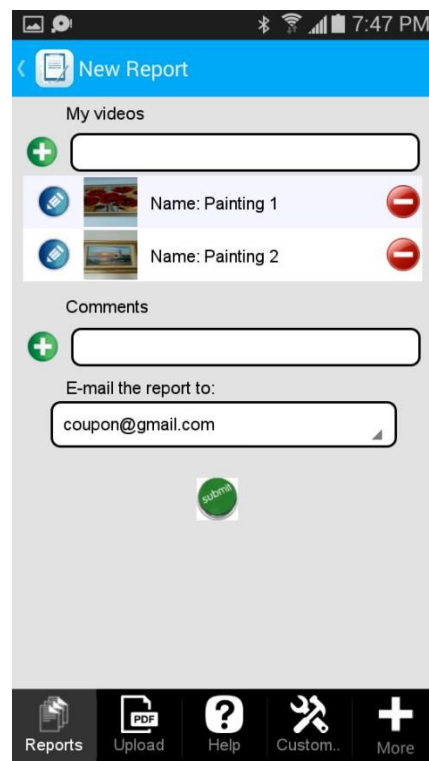 7:47 PM
New Report
My videos
Name: Painting 1
Name: Painting 2
Comments
E-mail the report to:
coupon@gmail.com
submit
PDF
Reports Upload Help Custom.. More